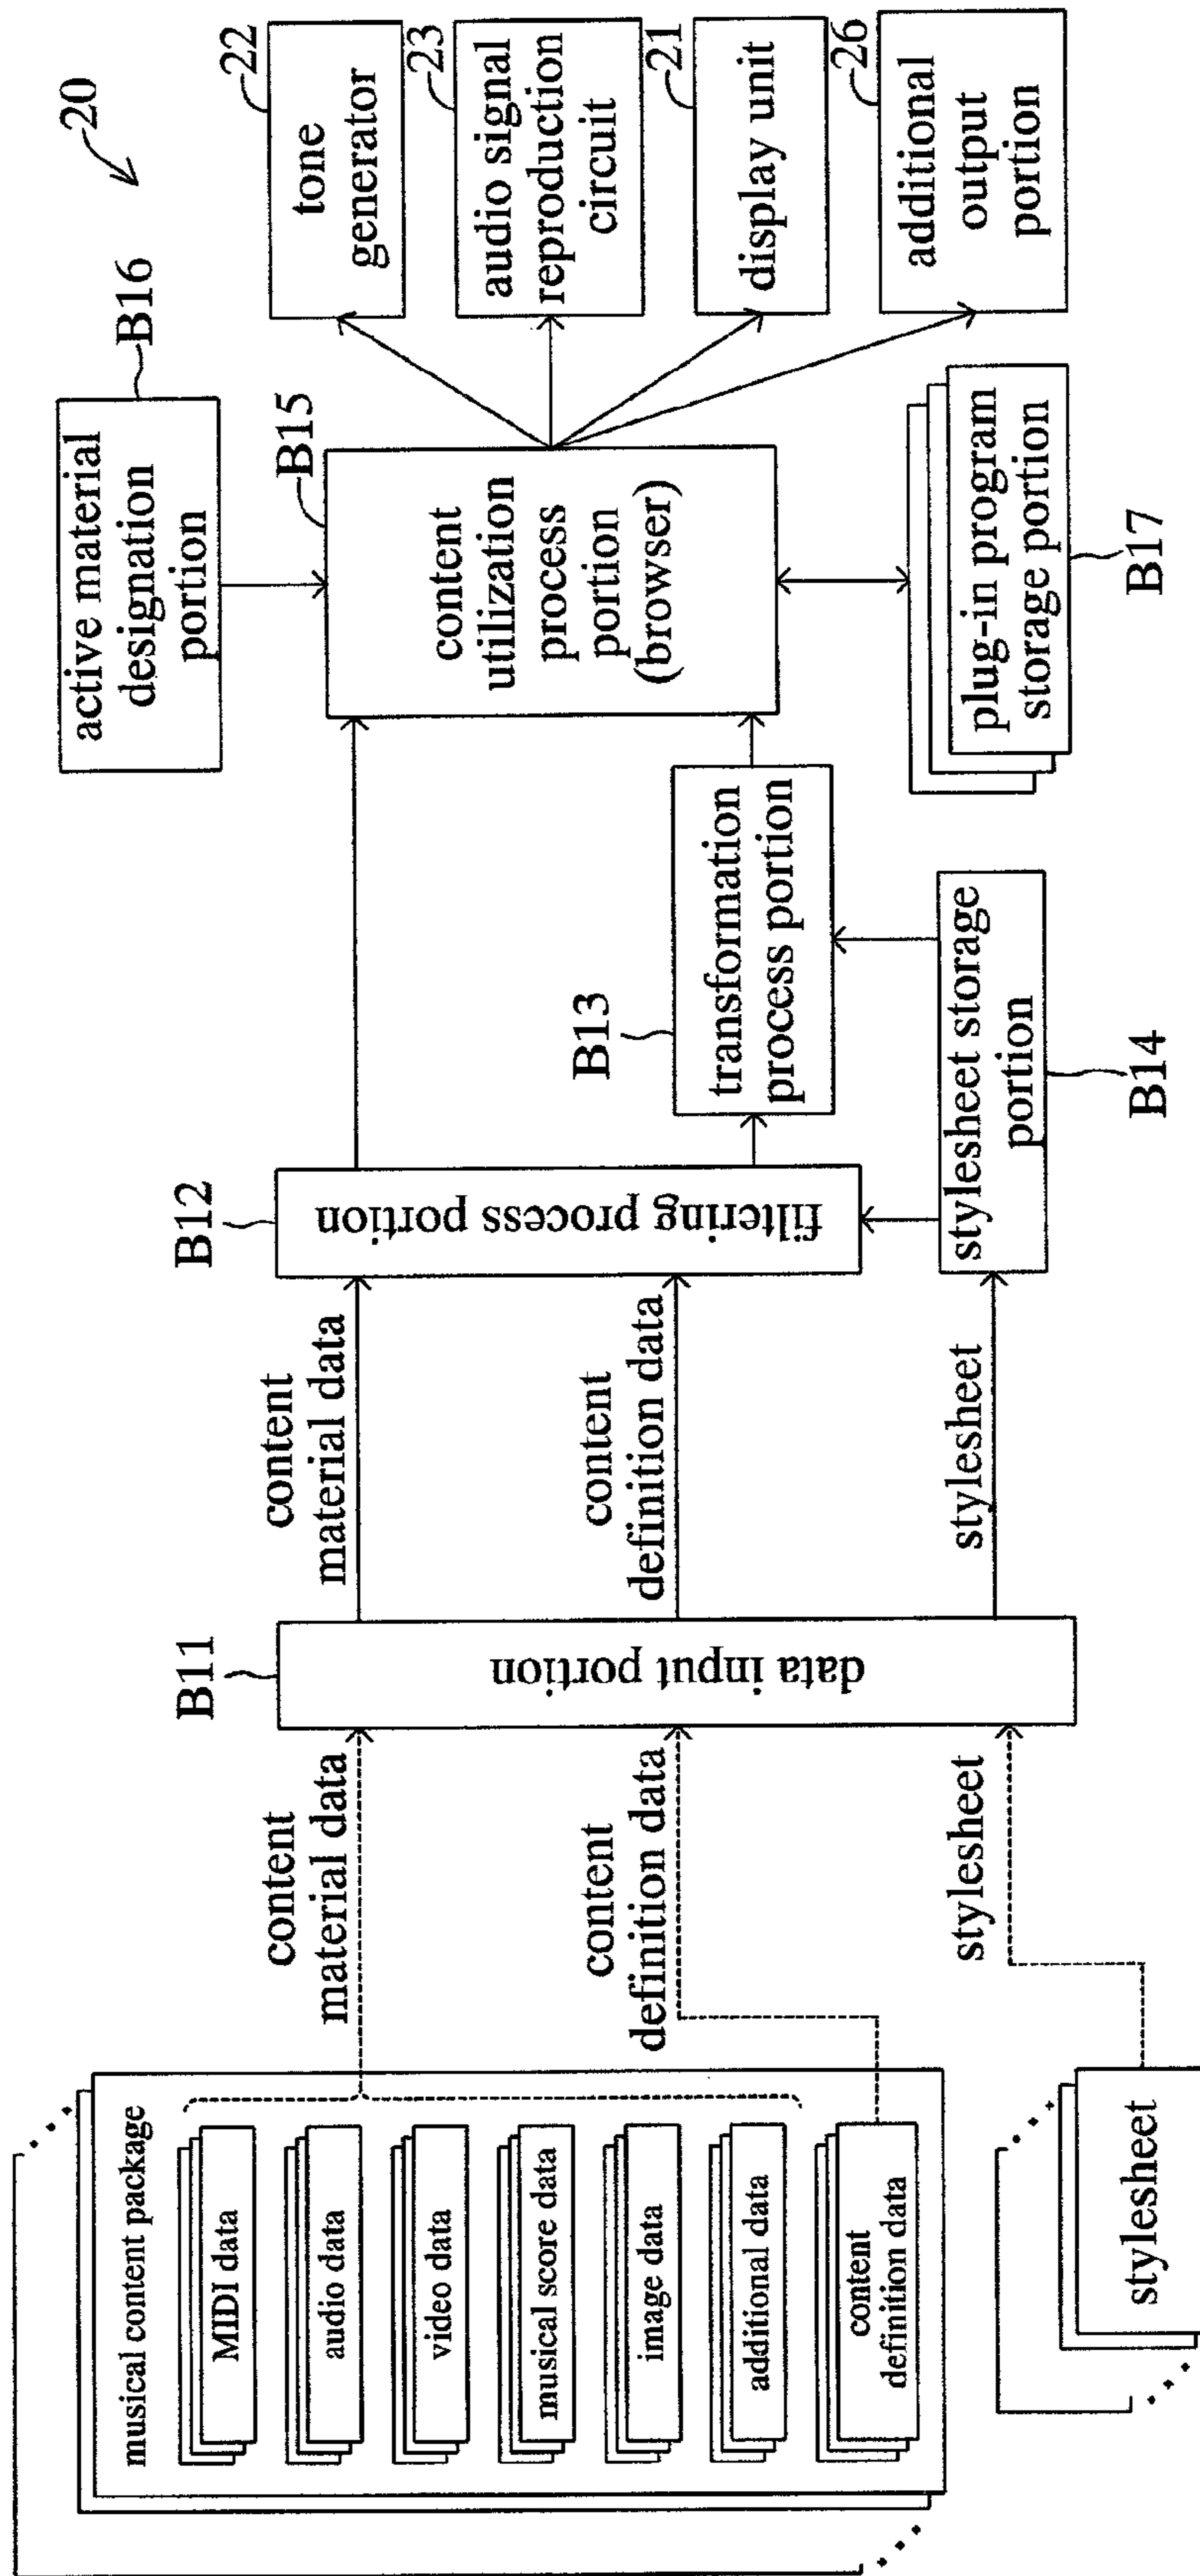 20
musical content package
MIDI data
audio data
video data
musical score data
image data
additional data
content
definition data
stylesheet
content
material data
content
definition data
stylesheet
B11
data input portion
content
material data
content
definition data
stylesheet
B12
filtering process portion
B13
transformation
process portion
stylesheet storage
portion
B14
active material
designation
portion
B16
B15
content
utilization
process
portion
(browser)
plug-in program
storage portion
B17
22
tone
generator
23
audio signal
reproduction
circuit
21
display unit
26
additional
output
portion